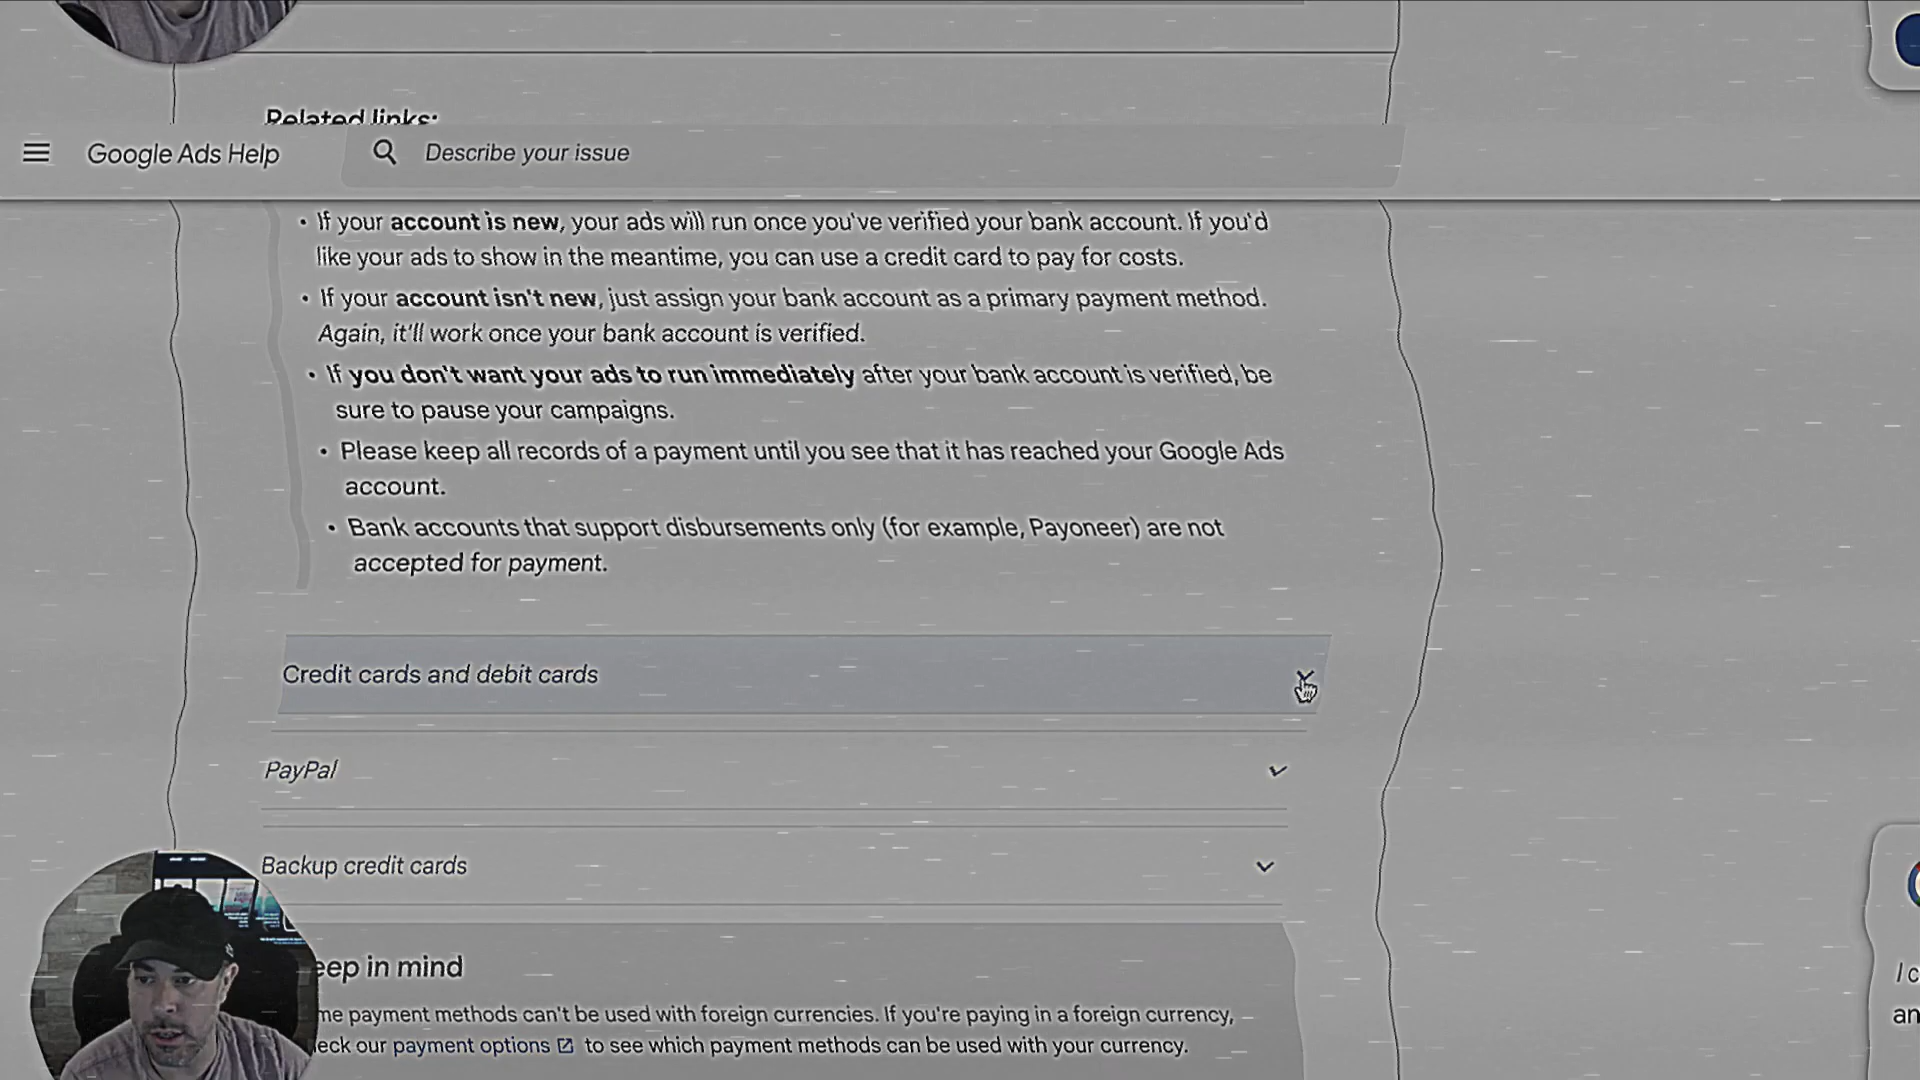 Related links:
Google Ads Help
Describe your issue
• If your account is new, your ads will run once you've verified your bank account. If you'd
like your ads to show in the meantime, you can use a credit card to pay for costs.
• If your account isn't new, just assign your bank account as a primary payment method.
Again, it'll work once your bank account is verified.
• If you don't want your ads to run immediately after your bank account is verified, be
sure to pause your campaigns.
• Please keep all records of a payment until you see that it has reached your Google Ads
account.
• Bank accounts that support disbursements only (for example, Payoneer) are not
accepted for payment.
Credit cards and debit cards
PayPal
Backup credit cards
eep in mind
me payment methods can't be used with foreign currencies. If you're paying in a foreign currency,
eck our payment options to see which payment methods can be used with your currency.
I c
an